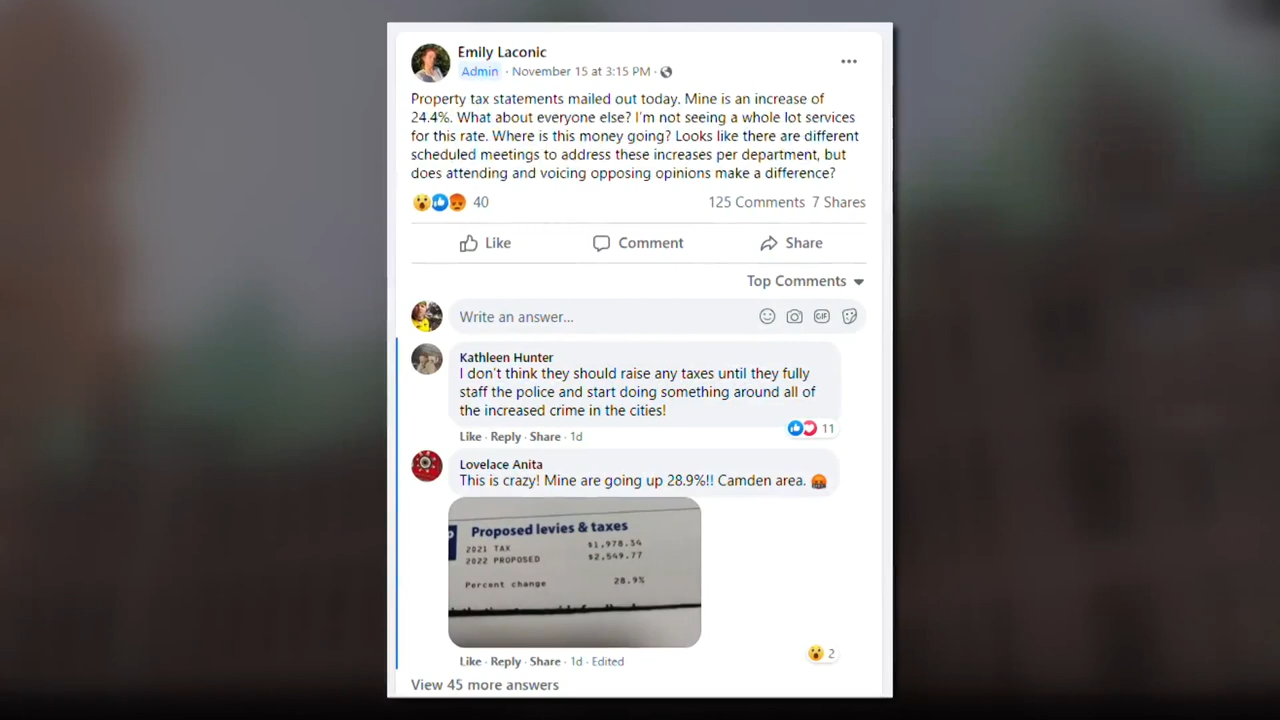 Emily Laconic
Admin · November 15 at 3:15 PM ·
Property tax statements mailed out today. Mine is an increase of
24.4%. What about everyone else? I'm not seeing a whole lot services
for this rate. Where is this money going? Looks like there are different
scheduled meetings to address these increases per department, but
does attending and voicing opposing opinions make a difference?
40
125 Comments 7 Shares
Like Comment Share
Top Comments
Write an answer...
GIF
Kathleen Hunter
I don't think they should raise any taxes until they fully
staff the police and start doing something around all of
the increased crime in the cities!
11
Like · Reply · Share · 1d
Lovelace Anita
This is crazy! Mine are going up 28.9%!! Camden area.
Proposed levies & taxes
2021 TAX $1,978.34
2022 PROPOSED $2,549.77
Percent change 28.9%
2
Like · Reply · Share · 1d · Edited
View 45 more answers